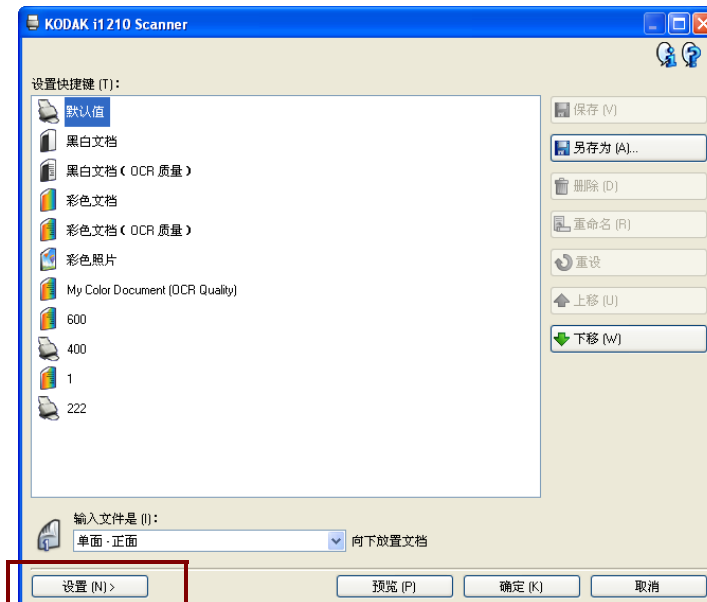 KODAK i1210 Scanner
设置快捷键 (T)：
默认值
黑白文档
黑白文档（OCR 质量）
彩色文档
彩色文档（OCR 质量）
彩色照片
My Color Document (OCR Quality)
600
400
1
222
保存 (V)
另存为 (A)...
删除 (D)
重命名 (R)
重设
上移 (U)
下移 (W)
输入文件是 (I)：
单面 - 正面
向下放置文档
设置 (N) >
预览 (P)
确定 (K)
取消